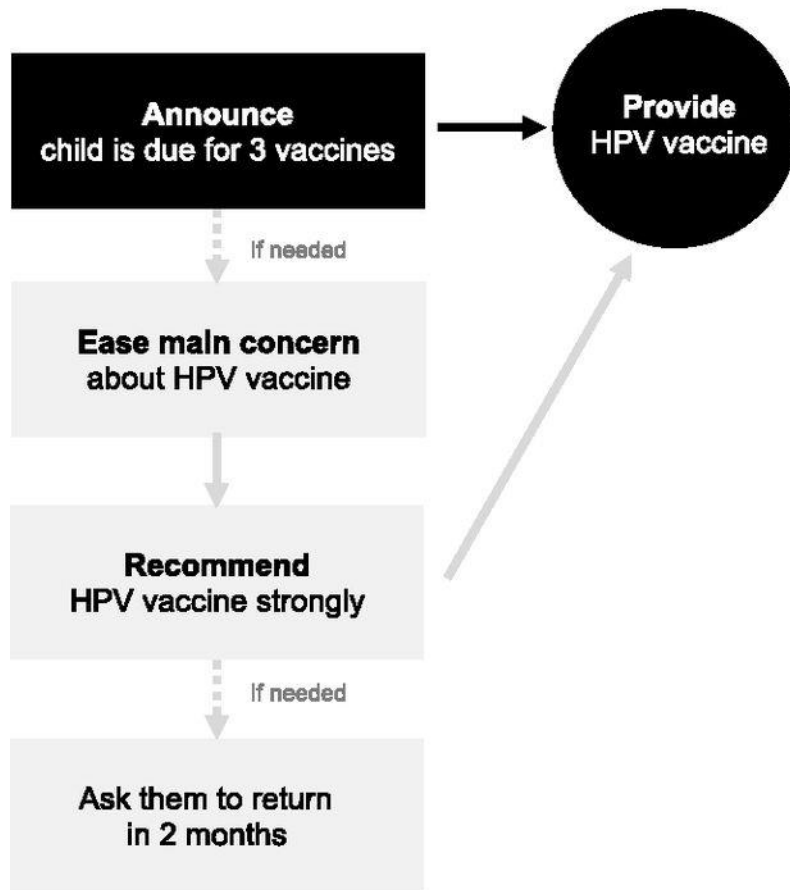 Announce
child is due for 3 vaccines
Provide
HPV vaccine
If needed
Ease main concern
about HPV vaccine
Recommend
HPV vaccine strongly
If needed
Ask them to return
in 2 months